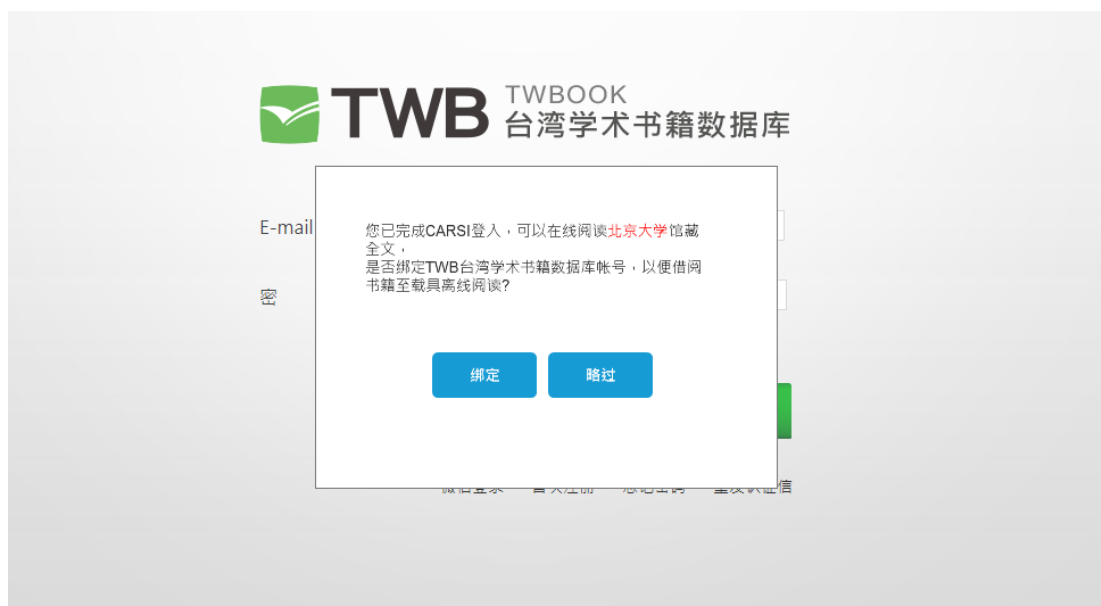 TWB TWBOOK
台湾学术书籍数据库
E-mail
您已完成CARSI登入，可以在线阅读北京大学馆藏
全文，
是否绑定TWB台湾学术书籍数据库帐号，以便借阅
书籍至载具离线阅读?
密
绑定 略过